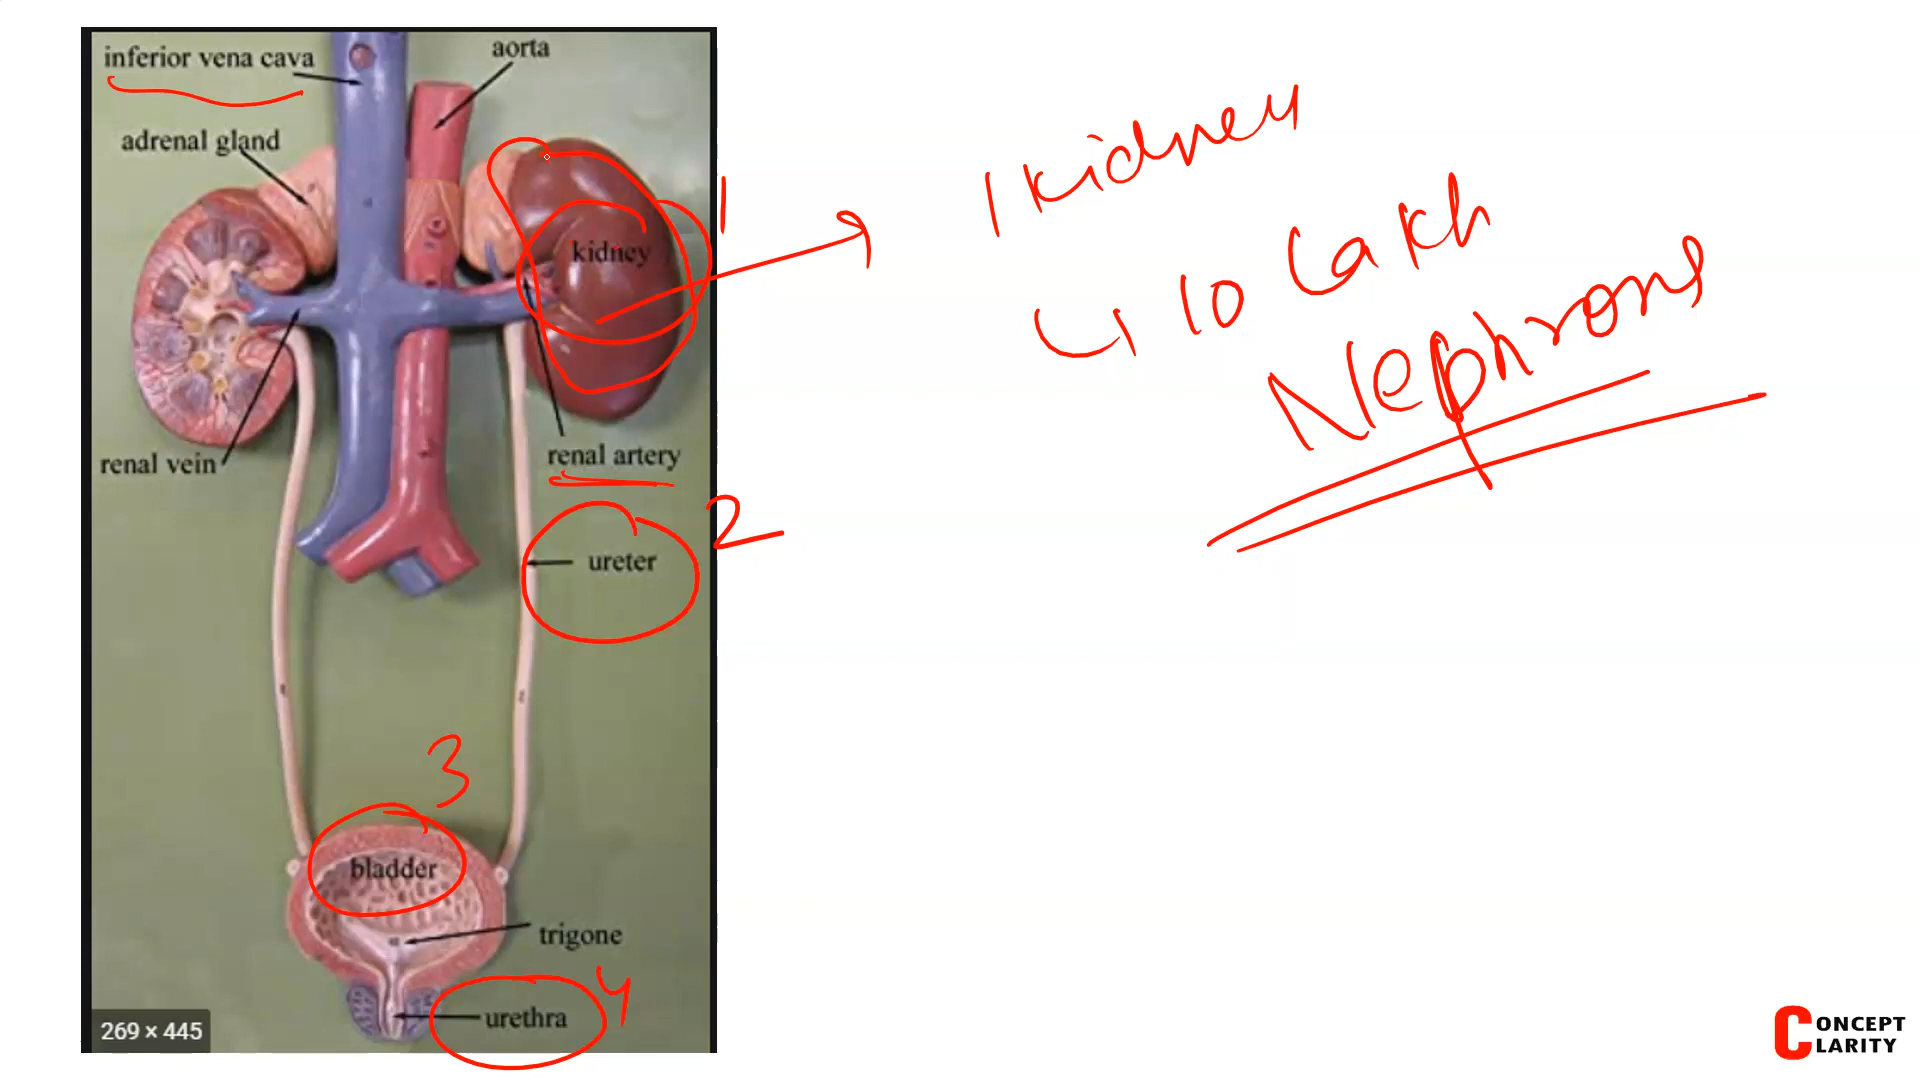 inferior vena cava
aorta
adrenal gland
kidney
1
renal vein
renal artery
ureter
2
3
bladder
trigone
urethra
4
269 × 445
1 kidney
10 Lakh
Nephrons
CONCEPT
CLARITY